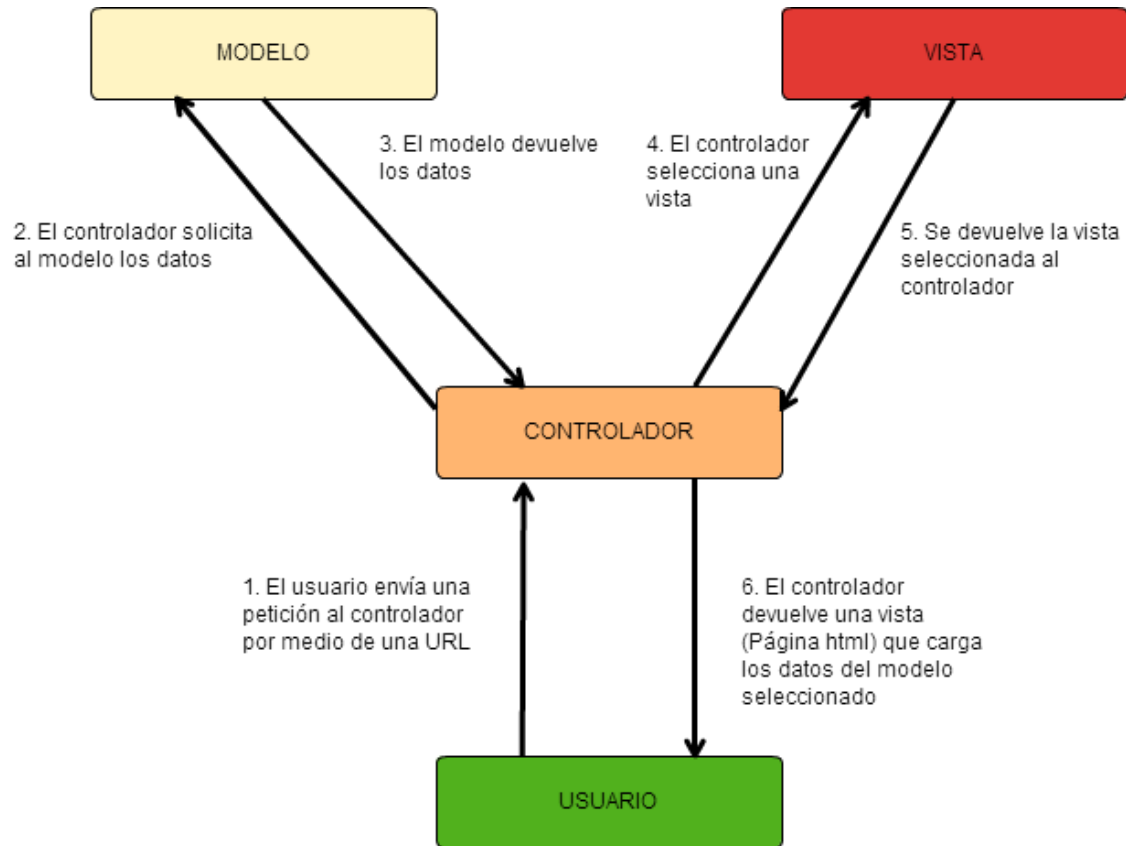 MODELO
VISTA
3. El modelo devuelve
los datos
4. El controlador
selecciona una
vista
2. El controlador solicita
al modelo los datos
5. Se devuelve la vista
seleccionada al
controlador
CONTROLADOR
1. El usuario envía una
petición al controlador
por medio de una URL
6. El controlador
devuelve una vista
(Página html) que carga
los datos del modelo
seleccionado
USUARIO